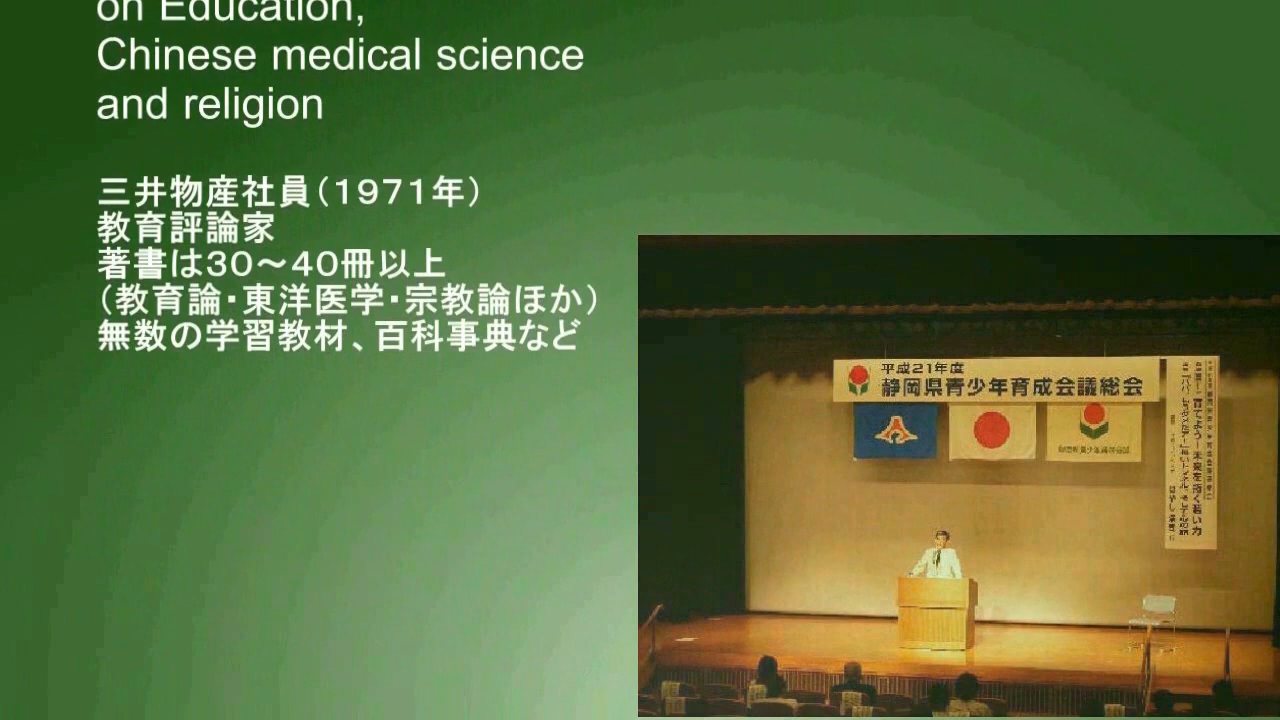 on Education,
Chinese medical science
and religion
三井物産社員(1971年)
教育評論家
著書は30~40冊以上
(教育論・東洋医学・宗教論ほか)
無数の学習教材、百科事典など
平成21年度
静岡県青少年育成会議総会